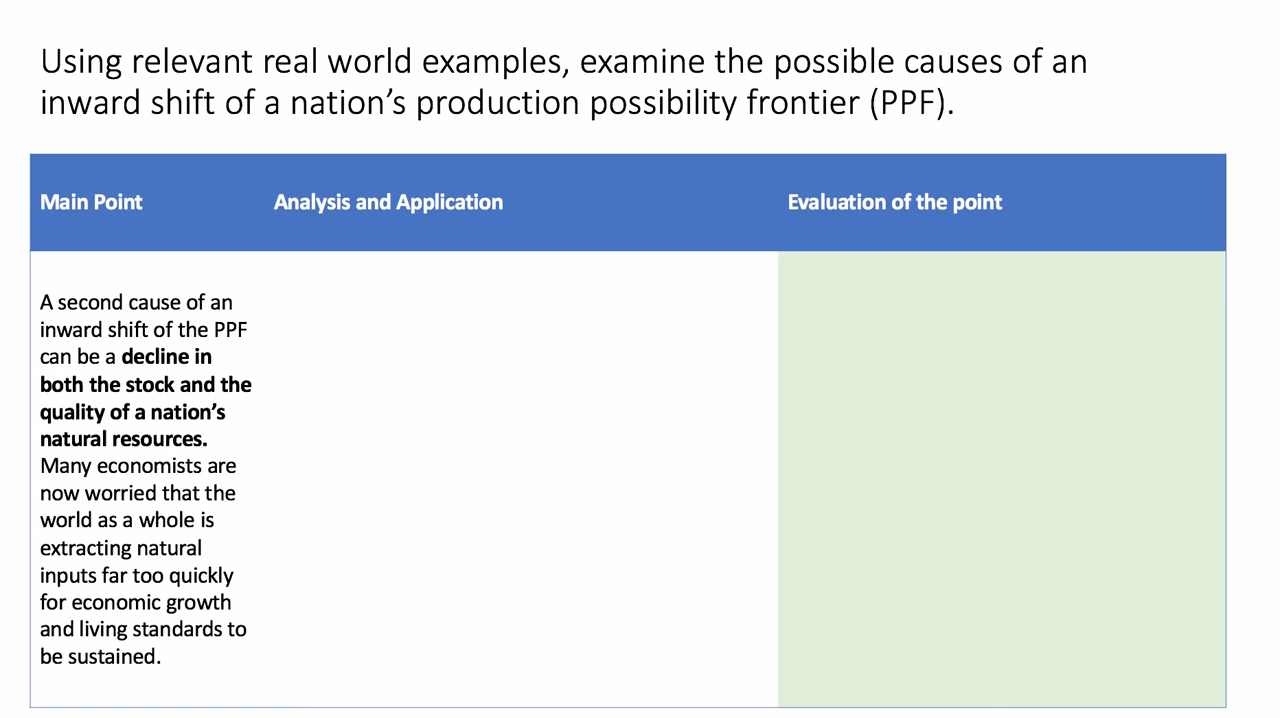 Using relevant real world examples, examine the possible causes of an
inward shift of a nation’s production possibility frontier (PPF).
Main Point
Analysis and Application
Evaluation of the point
A second cause of an
inward shift of the PPF
can be a decline in
both the stock and the
quality of a nation’s
natural resources.
Many economists are
now worried that the
world as a whole is
extracting natural
inputs far too quickly
for economic growth
and living standards to
be sustained.